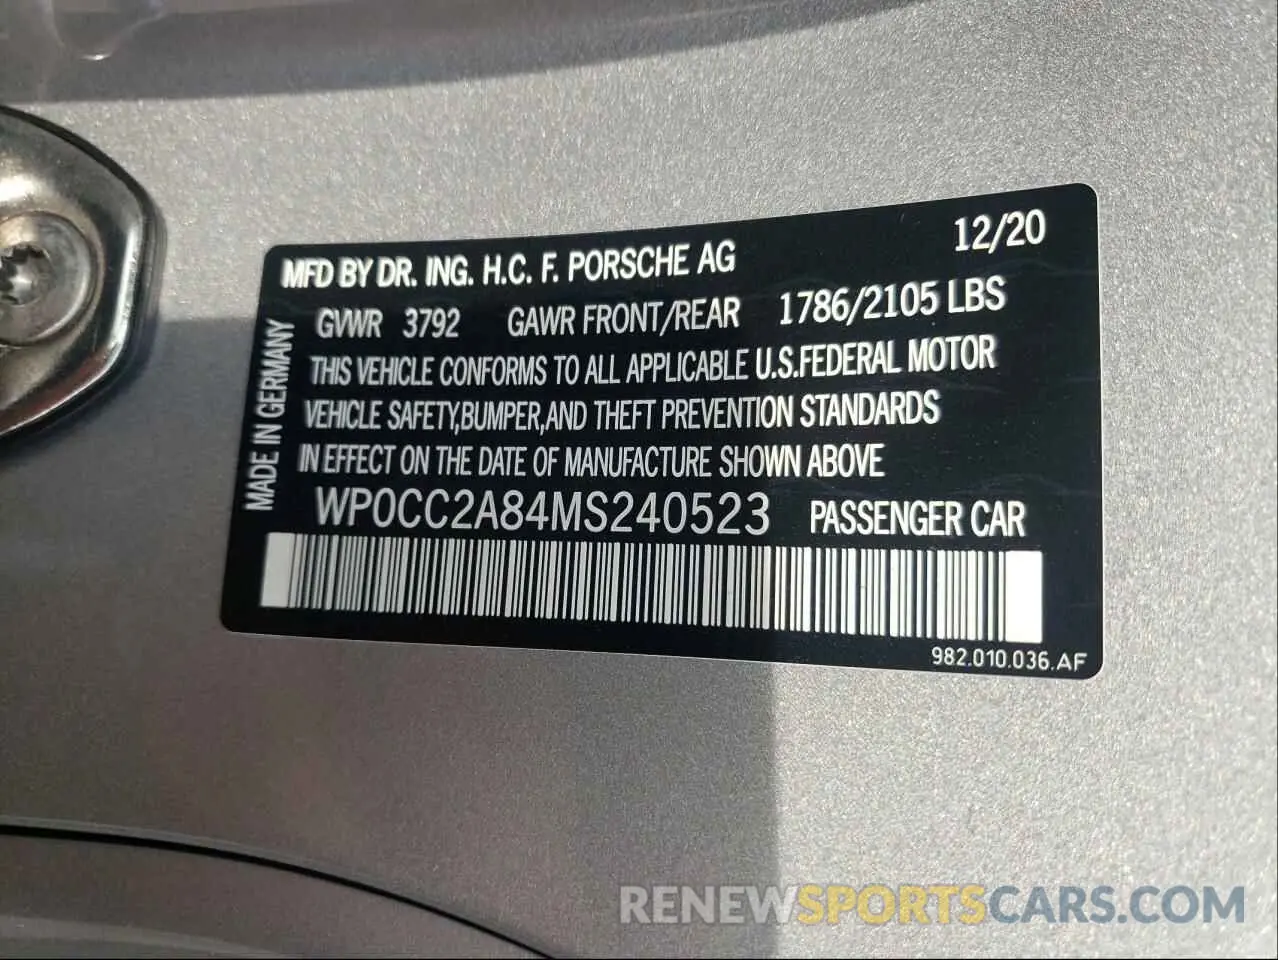 MFD BY DR. ING. H.C. F. PORSCHE AG 12/20
GVWR 3792 GAWR FRONT/REAR 1786/2105 LBS
THIS VEHICLE CONFORMS TO ALL APPLICABLE U.S.FEDERAL MOTOR
VEHICLE SAFETY,BUMPER,AND THEFT PREVENTION STANDARDS
IN EFFECT ON THE DATE OF MANUFACTURE SHOWN ABOVE
WP0CC2A84MS240523 PASSENGER CAR
MADE IN GERMANY
982.010.036.AF
RENEWSPORTSCARS.COM